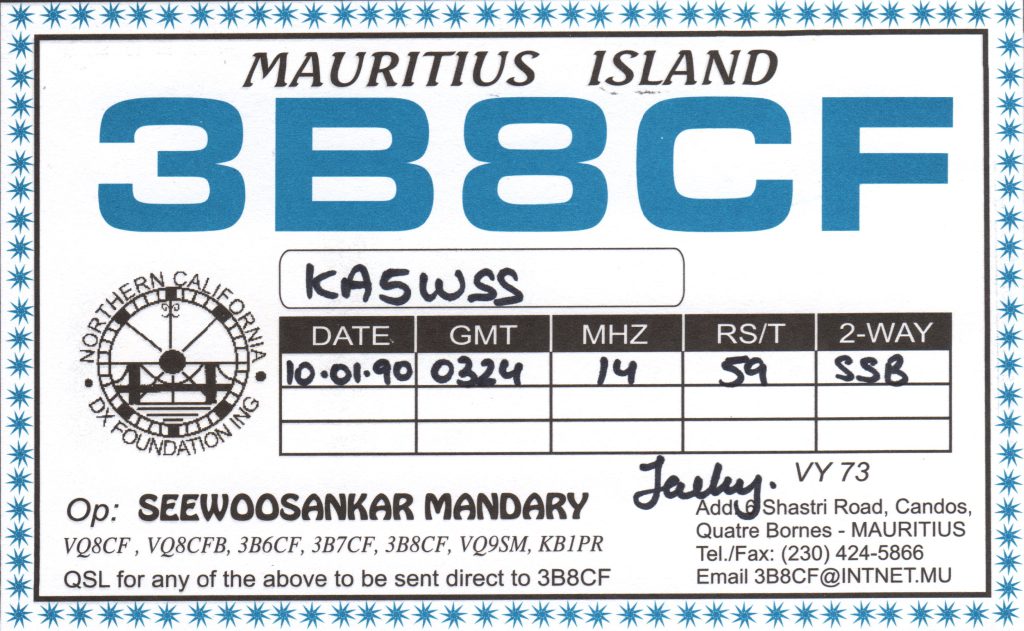 MAURITIUS ISLAND
3B8CF
KA5WSS
NORTHERN CALIFORNIA
DX FOUNDATION INC
DATE GMT MHZ RS/T 2-WAY
10.01.90 0324 14 59 SSB
Jacky. VY 73
Op: SEEWOOSANKAR MANDARY
VQ8CF , VQ8CFB, 3B6CF, 3B7CF, 3B8CF, VQ9SM, KB1PR
QSL for any of the above to be sent direct to 3B8CF
Add 6 Shastri Road, Candos,
Quatre Bornes - MAURITIUS
Tel./Fax: (230) 424-5866
Email 3B8CF@INTNET.MU